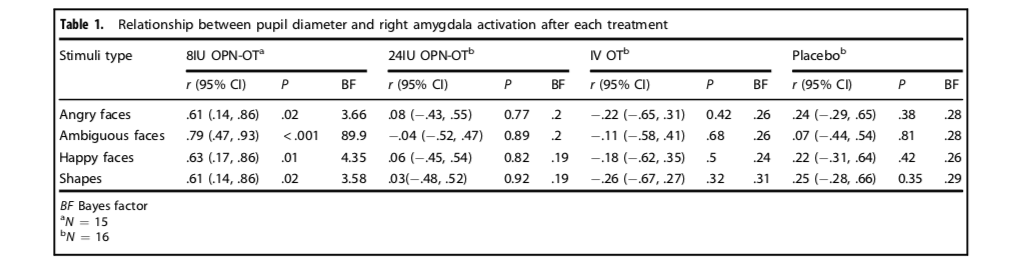 Table 1. Relationship between pupil diameter and right amygdala activation after each treatment
Stimuli type 8IU OPN-OTa 24IU OPN-OTb IV OTb Placebob
r (95% CI) P BF r (95% CI) P BF r (95% CI) P BF r (95% CI) P BF
Angry faces .61 (.14, .86) .02 3.66 .08 (−.43, .55) 0.77 .2 −.22 (−.65, .31) 0.42 .26 .24 (−.29, .65) .38 .28
Ambiguous faces .79 (.47, .93) <.001 89.9 −.04 (−.52, .47) 0.89 .2 −.11 (−.58, .41) .68 .26 .07 (−.44, .54) .81 .28
Happy faces .63 (.17, .86) .01 4.35 .06 (−.45, .54) 0.82 .19 −.18 (−.62, .35) .5 .24 .22 (−.31, .64) .42 .26
Shapes .61 (.14, .86) .02 3.58 .03(−.48, .52) 0.92 .19 −.26 (−.67, .27) .32 .31 .25 (−.28, .66) 0.35 .29
BF Bayes factor
aN = 15
bN = 16